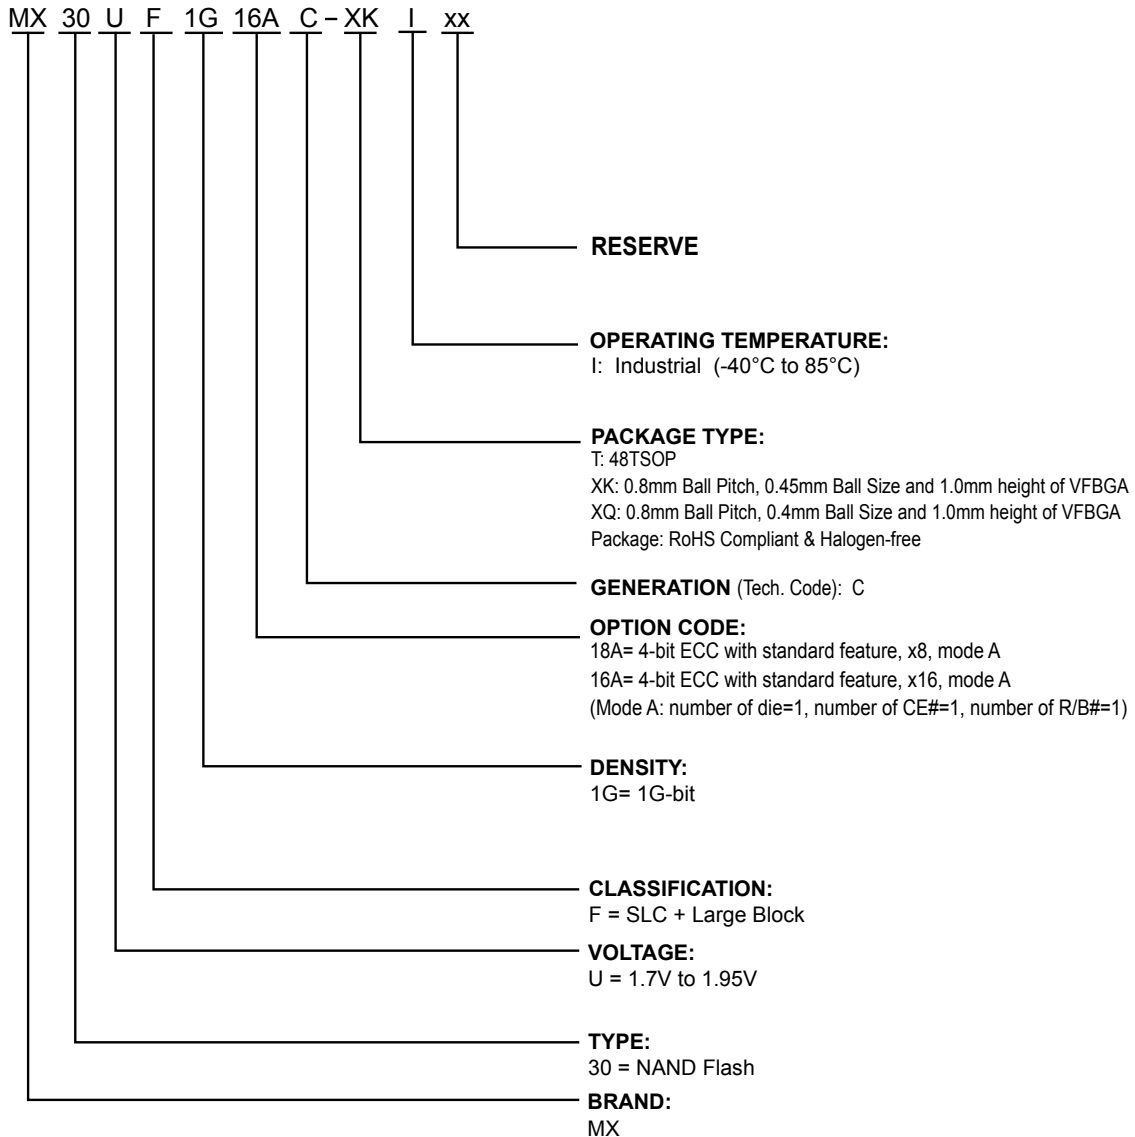 MX 30 U F 1G 16A C – XK I xx
RESERVE
OPERATING TEMPERATURE:
I: Industrial (-40°C to 85°C)
PACKAGE TYPE:
T: 48TSOP
XK: 0.8mm Ball Pitch, 0.45mm Ball Size and 1.0mm height of VFBGA
XQ: 0.8mm Ball Pitch, 0.4mm Ball Size and 1.0mm height of VFBGA
Package: RoHS Compliant & Halogen-free
GENERATION (Tech. Code): C
OPTION CODE:
18A= 4-bit ECC with standard feature, x8, mode A
16A= 4-bit ECC with standard feature, x16, mode A
(Mode A: number of die=1, number of CE#=1, number of R/B#=1)
DENSITY:
1G= 1G-bit
CLASSIFICATION:
F = SLC + Large Block
VOLTAGE:
U = 1.7V to 1.95V
TYPE:
30 = NAND Flash
BRAND:
MX